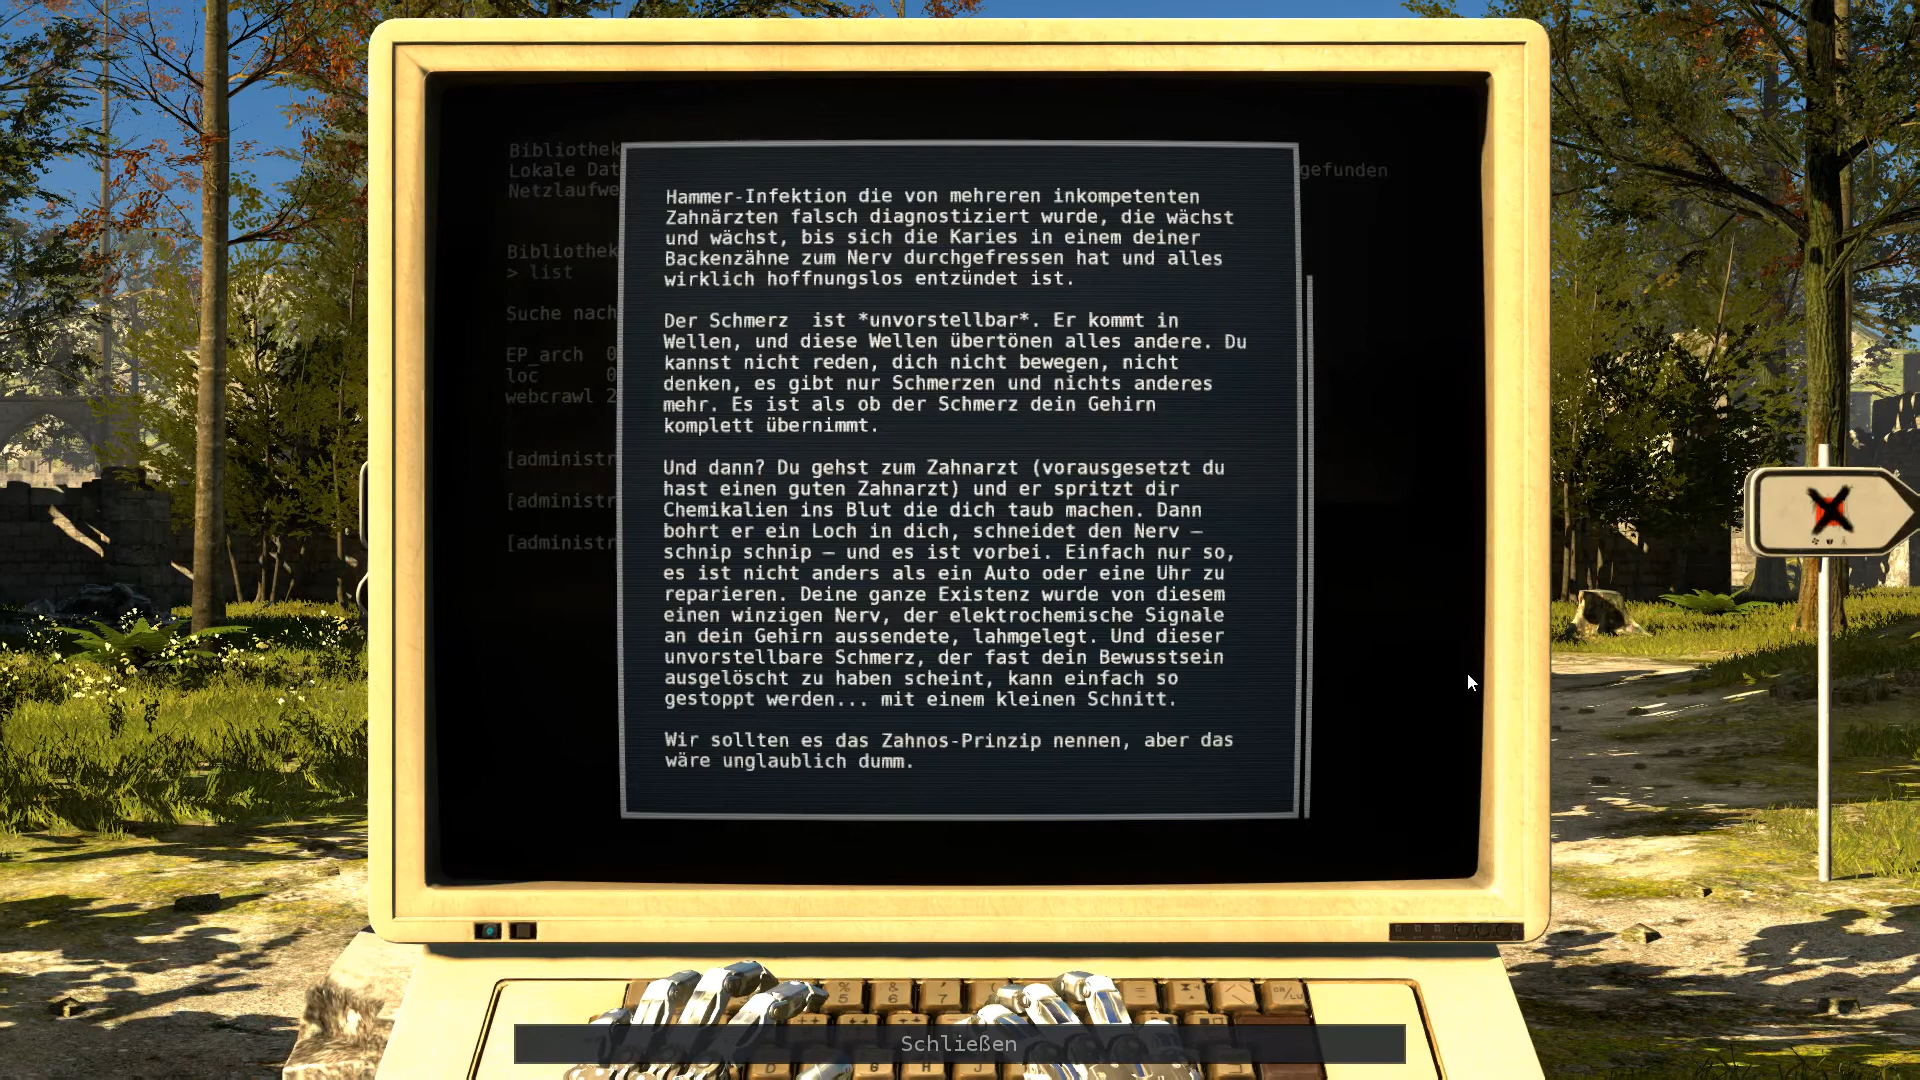 Bibliothek
Lokale Dat
gefunden
Netzlaufwe
Bibliothek
> list
Suche nach
EP_arch 0
loc 0
webcrawl 2
[administr
[administr
[administr
Hammer-Infektion die von mehreren inkompetenten
Zahnärzten falsch diagnostiziert wurde, die wächst
und wächst, bis sich die Karies in einem deiner
Backenzähne zum Nerv durchgefressen hat und alles
wirklich hoffnungslos entzündet ist.
Der Schmerz  ist *unvorstellbar*. Er kommt in
Wellen, und diese Wellen übertönen alles andere. Du
kannst nicht reden, dich nicht bewegen, nicht
denken, es gibt nur Schmerzen und nichts anderes
mehr. Es ist als ob der Schmerz dein Gehirn
komplett übernimmt.
Und dann? Du gehst zum Zahnarzt (vorausgesetzt du
hast einen guten Zahnarzt) und er spritzt dir
Chemikalien ins Blut die dich taub machen. Dann
bohrt er ein Loch in dich, schneidet den Nerv –
schnip schnip – und es ist vorbei. Einfach nur so,
es ist nicht anders als ein Auto oder eine Uhr zu
reparieren. Deine ganze Existenz wurde von diesem
einen winzigen Nerv, der elektrochemische Signale
an dein Gehirn aussendete, lahmgelegt. Und dieser
unvorstellbare Schmerz, der fast dein Bewusstsein
ausgelöscht zu haben scheint, kann einfach so
gestoppt werden... mit einem kleinen Schnitt.
Wir sollten es das Zahnos-Prinzip nennen, aber das
wäre unglaublich dumm.
% & '
5 6 7
Schließen
G H J